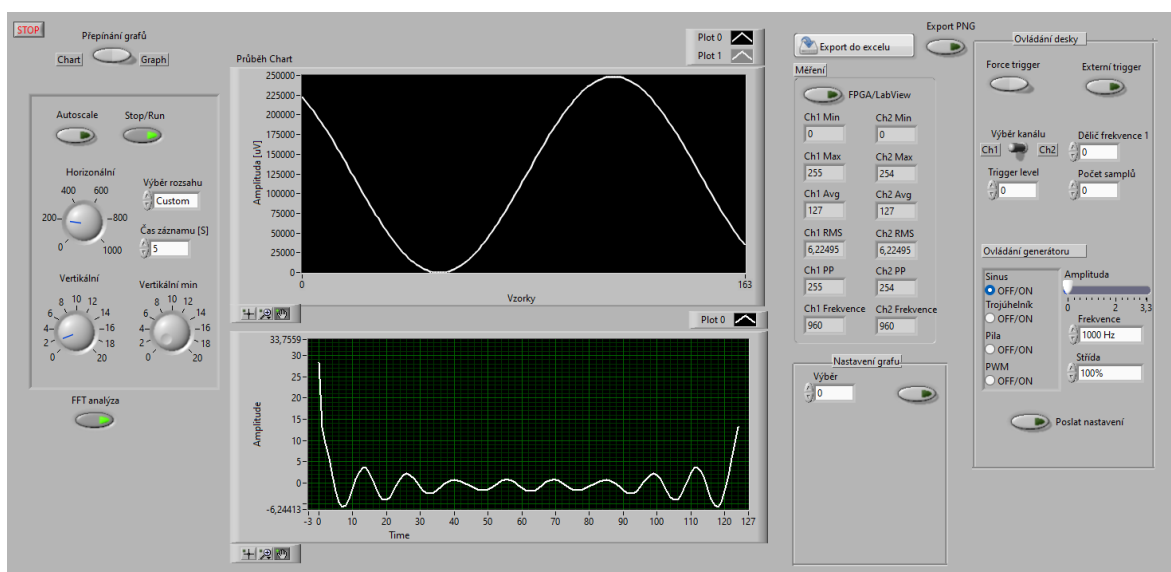 STOP
Přepínání grafů
Chart Graph
Autoscale Stop/Run
Horizonální
0 200 400 600 800 1000
Výběr rozsahu
Custom
Čas záznamu [S]
5
Vertikální
0 2 4 6 8 10 12 14 16 18 20
Vertikální min
0 2 4 6 8 10 12 14 16 18 20
FFT analýza
Průběh Chart
Plot 0
Plot 1
Amplituda [uV]
250000
225000
200000
175000
150000
125000
100000
75000
50000
25000
0
0 163
Vzorky
Plot 0
Amplitude
33,7559
30
25
20
15
10
5
0
-6,24413
-3 0 10 20 30 40 50 60 70 80 90 100 110 120 127
Time
Export do excelu
Export PNG
Měření
FPGA/LabView
Ch1 Min Ch2 Min
0 0
Ch1 Max Ch2 Max
255 254
Ch1 Avg Ch2 Avg
127 127
Ch1 RMS Ch2 RMS
6,22495 6,22495
Ch1 PP Ch2 PP
255 254
Ch1 Frekvence Ch2 Frekvence
960 960
Nastavení grafu
Výběr
0
Ovládání desky
Force trigger Externí trigger
Výběr kanálu
Ch1 Ch2
Dělič frekvence 1
0
Trigger level
0
Počet samplů
0
Ovládání generátoru
Sinus
OFF/ON
Trojúhelník
OFF/ON
Pila
OFF/ON
PWM
OFF/ON
Amplituda
0 2 3,3
Frekvence
1000 Hz
Střída
100%
Poslat nastavení